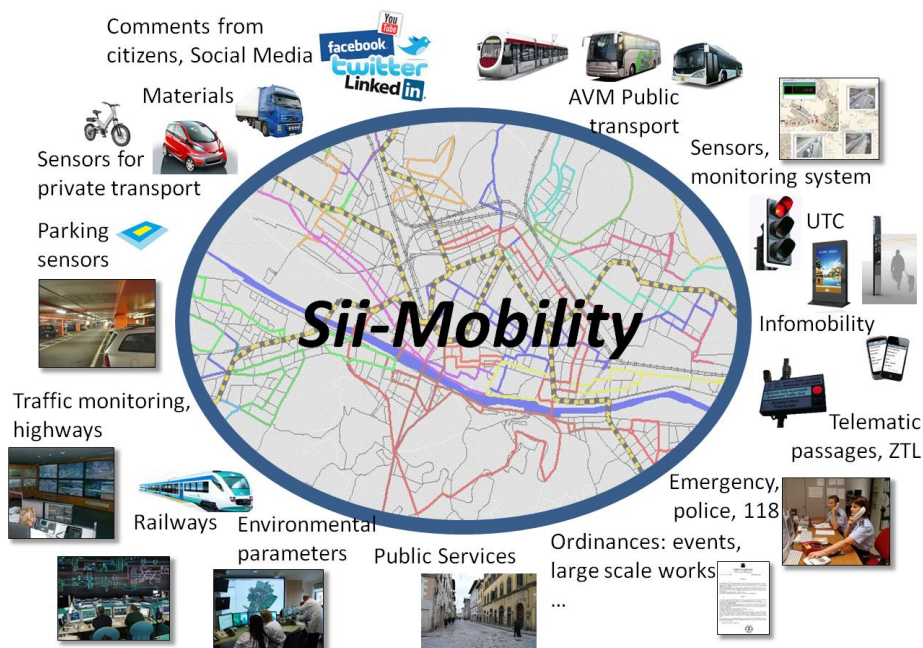 Comments from
citizens, Social Media
You
Tube
facebook
twitter
Linked in
Materials
AVM Public
transport
Sensors for
private transport
Sensors,
monitoring system
Parking
sensors
UTC
Sii-Mobility
Infomobility
Traffic monitoring,
highways
Telematic
passages, ZTL
Railways
Environmental
parameters
Public Services
Emergency,
police, 118
Ordinances: events,
large scale works
...